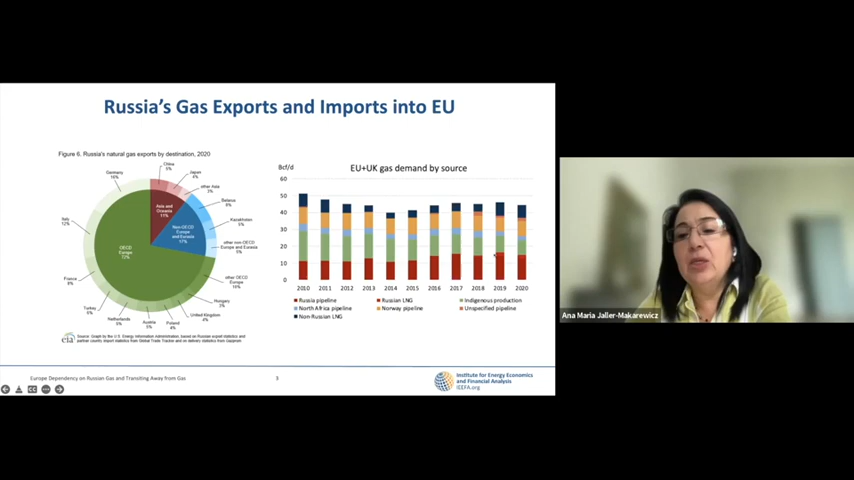 Russia's Gas Exports and Imports into EU
Figure 6. Russia's natural gas exports by destination, 2020
China
5%
Japan
4%
other Asia
3%
Belarus
8%
Kazakhstan
5%
other non-OECD
Europe and Eurasia
5%
other OECD
Hungary
3%
United Kingdom
4%
Poland
4%
Austria
5%
Netherlands
5%
Turkey
6%
France
8%
Italy
12%
Germany
16%
Asia and
Oceania
11%
Non-OECD
Europe
and Eurasia
17%
OECD
Europe
72%
eia
Source: Graph by the U.S. Energy Information Administration, based on Russian export statistics and
partner country import statistics from Global Trade Tracker and on delivery statistics from Gazprom
Bcf/d
EU+UK gas demand by source
60
50
40
30
20
10
0
2010 2011 2012 2013 2014 2015 2016 2017 2018 2019 2020
Russia pipeline
Russian LNG
Indigenous production
North Africa pipeline
Norway pipeline
Unspecified pipeline
Non-Russian LNG
Europe Dependency on Russian Gas and Transiting Away from Gas
Institute for Energy Economics
and Financial Analysis
IEEFA.org
Ana Maria Jaller-Makarewicz